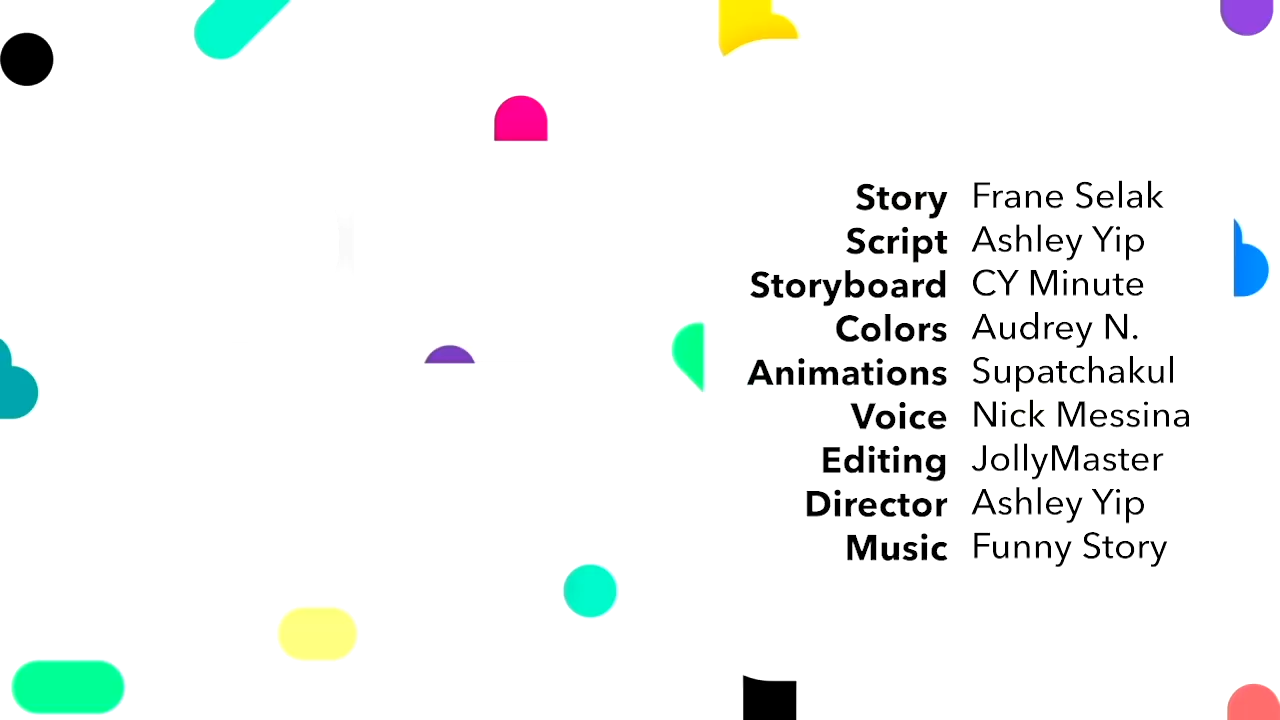 Story Frane Selak
Script Ashley Yip
Storyboard CY Minute
Colors Audrey N.
Animations Supatchakul
Voice Nick Messina
Editing JollyMaster
Director Ashley Yip
Music Funny Story